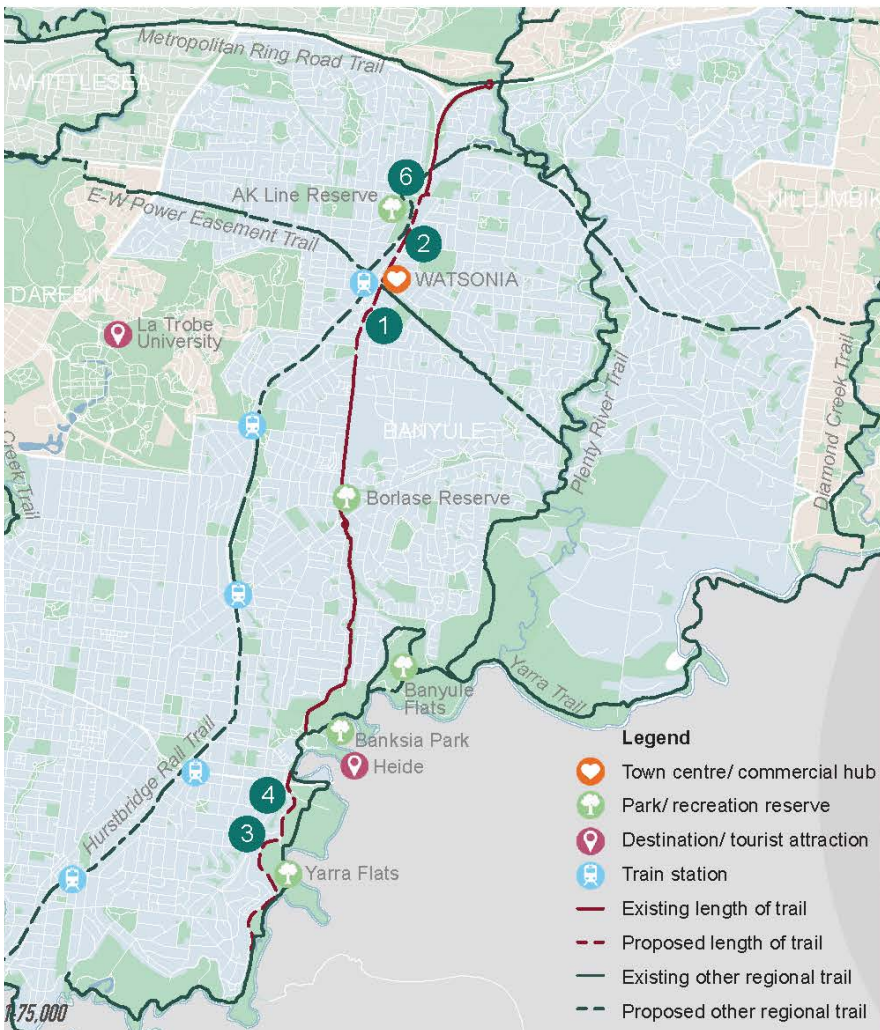 Metropolitan Ring Road Trail
WHITTLESEA
6
AK Line Reserve
NILLUMBIK
E-W Power Easement Trail
2
WATSONIA
DAREBIN
1
La Trobe
University
Plenty River Trail
Diamond Creek Trail
BANYULE
Creek Trail
Borlase Reserve
Yarra Trail
Banyule
Flats
Banksia Park
Heide
Hurstbridge Rail Trail
4
3
Yarra Flats
Legend
Town centre/ commercial hub
Park/ recreation reserve
Destination/ tourist attraction
Train station
Existing length of trail
Proposed length of trail
Existing other regional trail
Proposed other regional trail
1:75,000